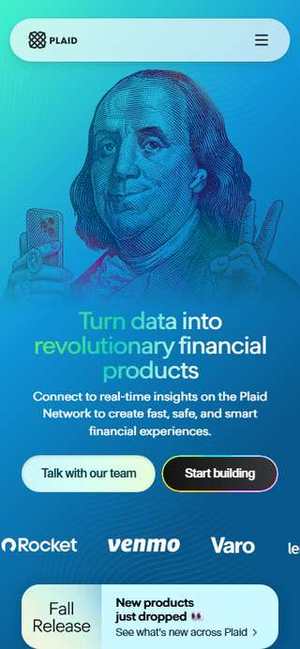 PLAID
Turn data into
revolutionary financial
products
Connect to real-time insights on the Plaid
Network to create fast, safe, and smart
financial experiences.
Talk with our team Start building
Rocket venmo Varo le
Fall
Release
New products
just dropped 👀
See what's new across Plaid >